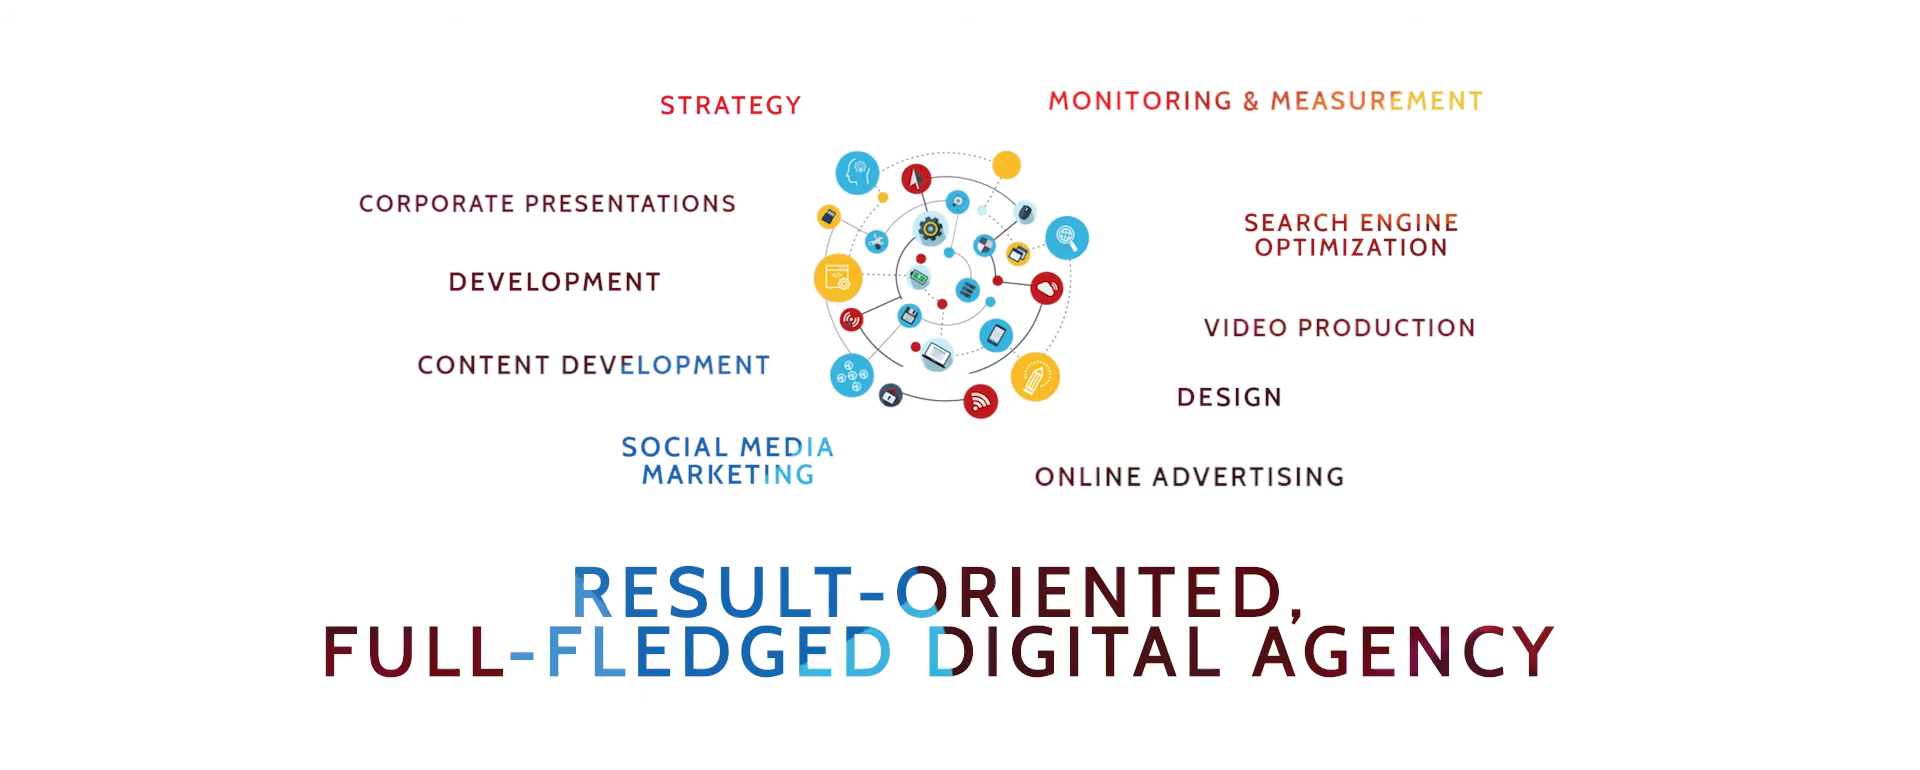 STRATEGY
MONITORING & MEASUREMENT
CORPORATE PRESENTATIONS
SEARCH ENGINE
OPTIMIZATION
DEVELOPMENT
VIDEO PRODUCTION
CONTENT DEVELOPMENT
DESIGN
SOCIAL MEDIA
MARKETING
ONLINE ADVERTISING
RESULT-ORIENTED,
FULL-FLEDGED DIGITAL AGENCY